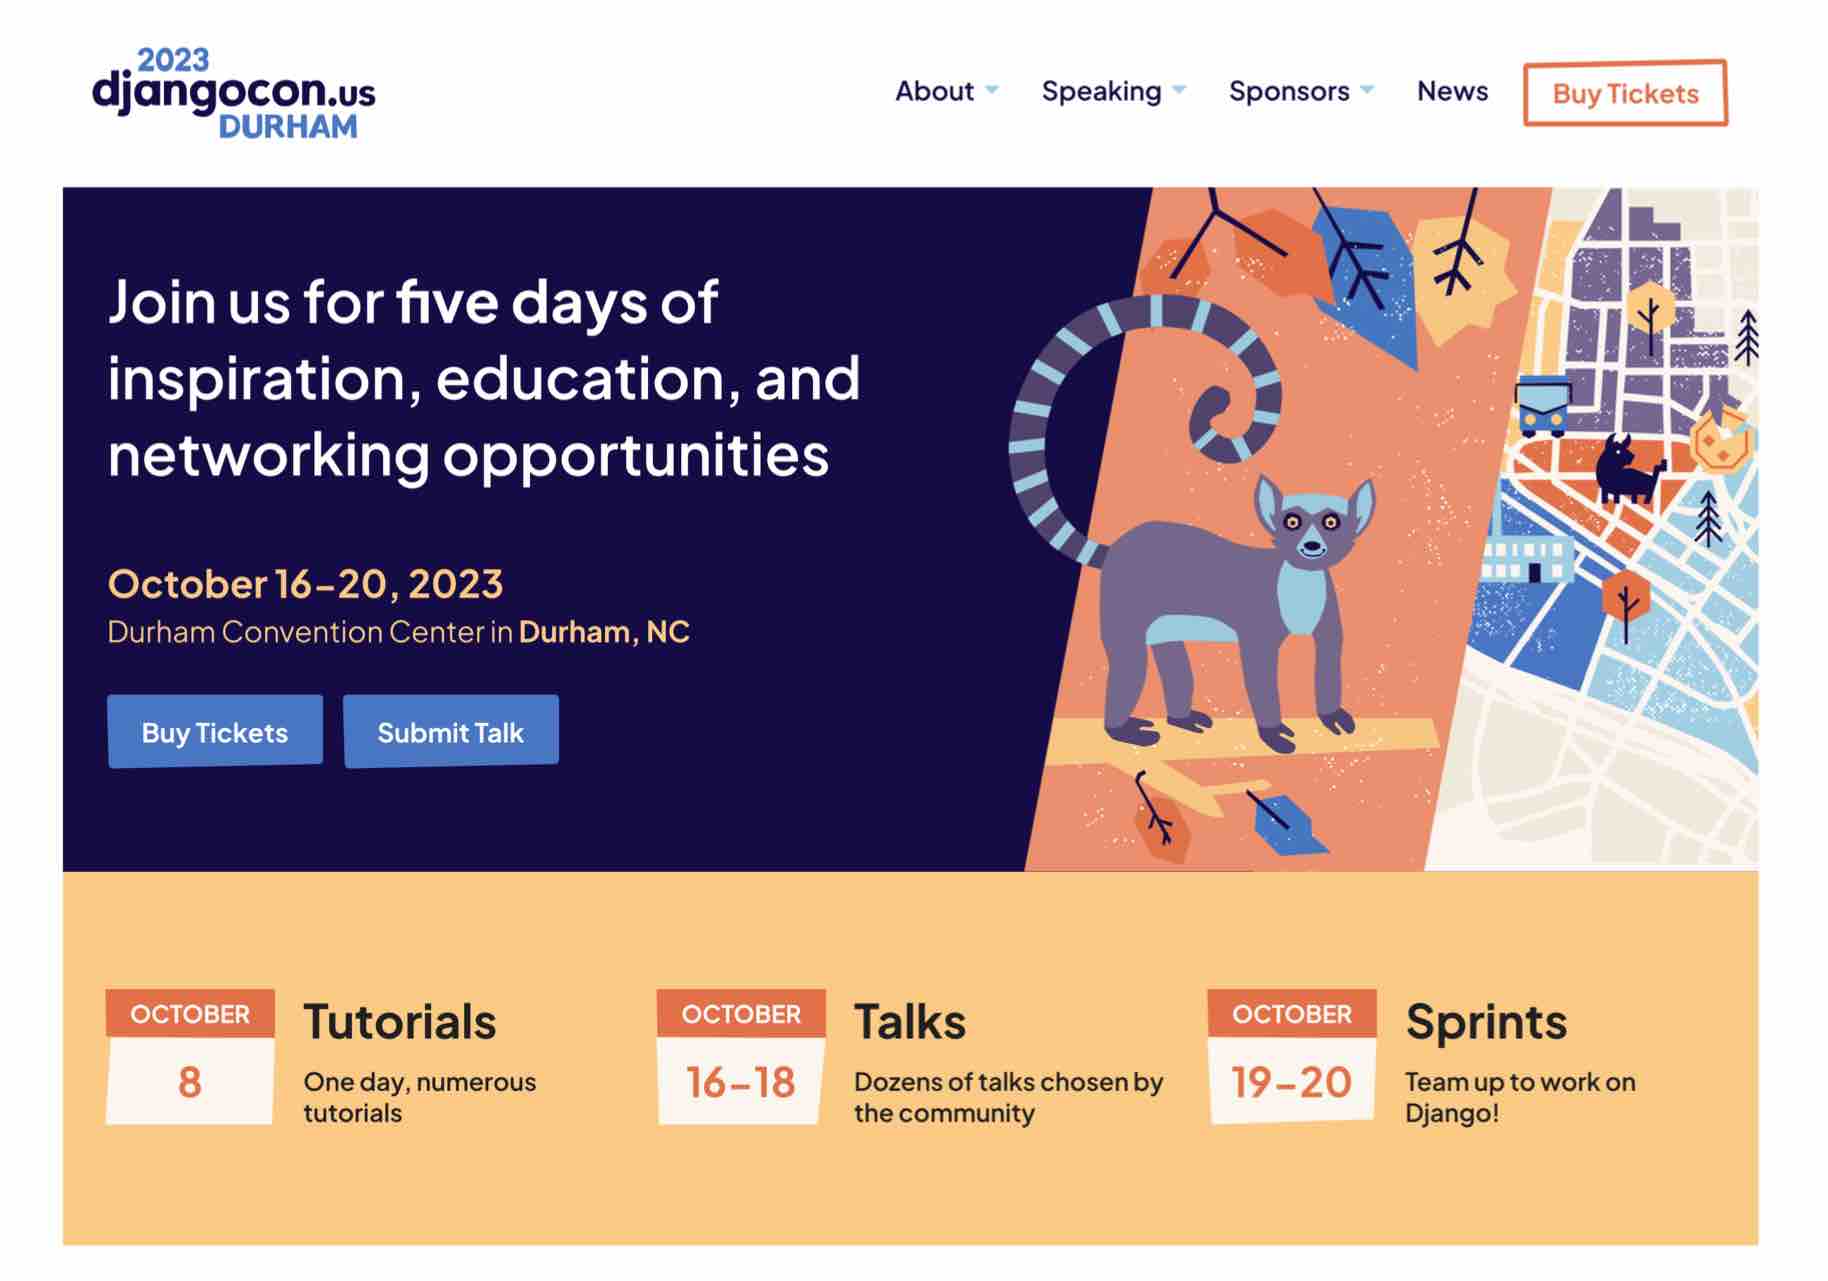 2023
djangocon.us
DURHAM
About
Speaking
Sponsors
News
Buy Tickets
Join us for five days of
inspiration, education, and
networking opportunities
October 16–20, 2023
Durham Convention Center in Durham, NC
Buy Tickets
Submit Talk
OCTOBER
8
Tutorials
One day, numerous
tutorials
OCTOBER
16–18
Talks
Dozens of talks chosen by
the community
OCTOBER
19–20
Sprints
Team up to work on
Django!